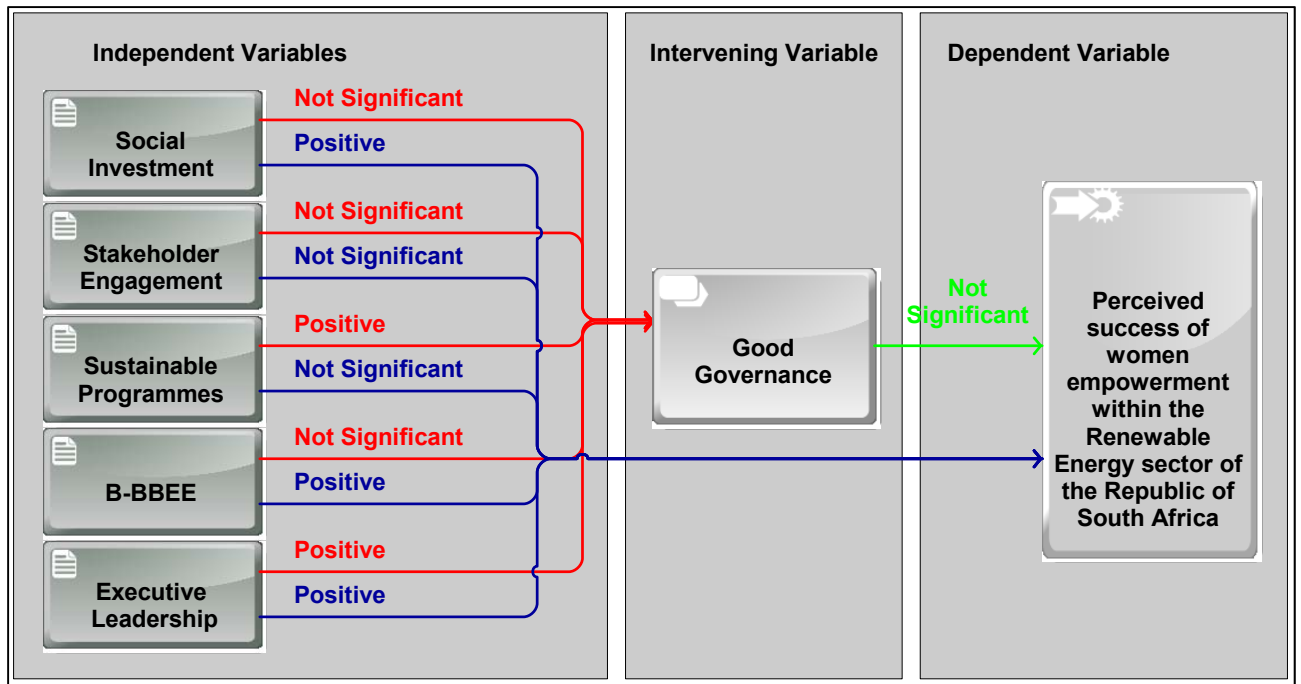 Independent Variables
Intervening Variable
Dependent Variable
Social
Investment
Not Significant
Positive
Stakeholder
Engagement
Not Significant
Not Significant
Sustainable
Programmes
Positive
Not Significant
B-BBEE
Not Significant
Positive
Executive
Leadership
Positive
Positive
Good
Governance
Not
Significant
Perceived
success of
women
empowerment
within the
Renewable
Energy sector of
the Republic of
South Africa